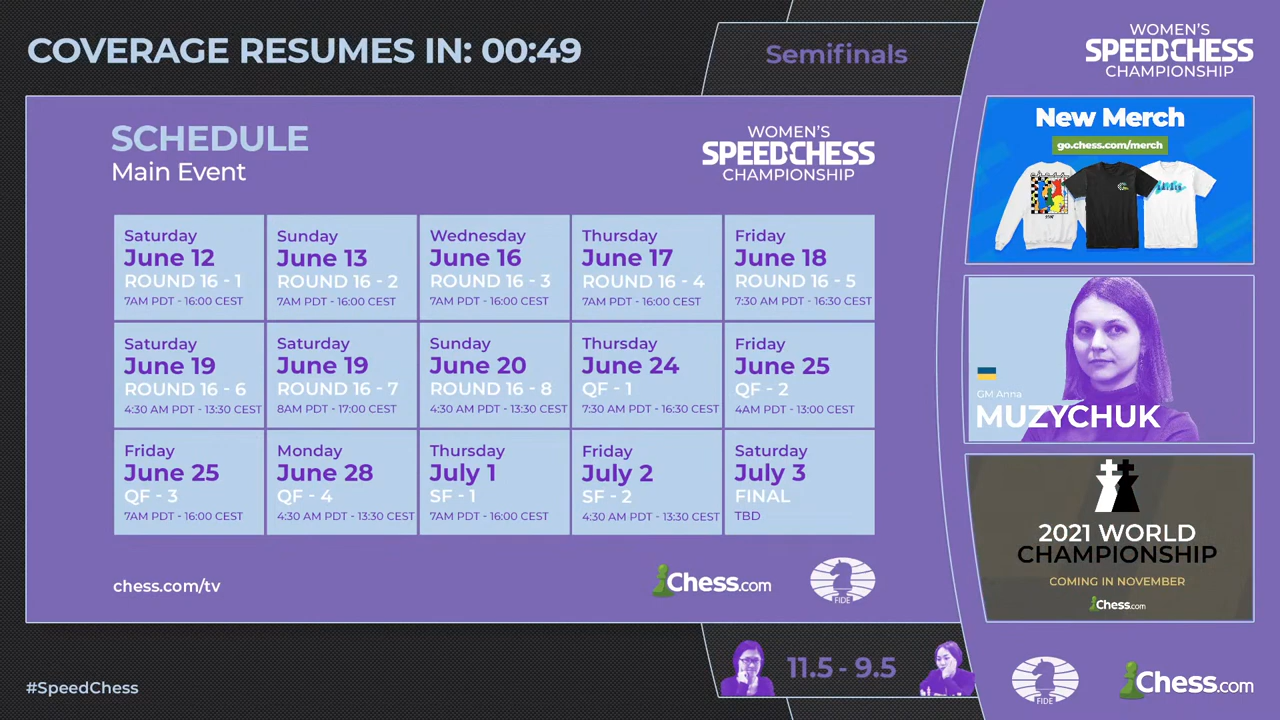 COVERAGE RESUMES IN: 00:49
Semifinals
WOMEN'S
SPEED CHESS
CHAMPIONSHIP
SCHEDULE
Main Event
WOMEN'S
SPEED CHESS
CHAMPIONSHIP
Saturday
June 12
ROUND 16 - 1
7AM PDT - 16:00 CEST
Sunday
June 13
ROUND 16 - 2
7AM PDT - 16:00 CEST
Wednesday
June 16
ROUND 16 - 3
7AM PDT - 16:00 CEST
Thursday
June 17
ROUND 16 - 4
7AM PDT - 16:00 CEST
Friday
June 18
ROUND 16 - 5
7:30 AM PDT - 16:30 CEST
Saturday
June 19
ROUND 16 - 6
4:30 AM PDT - 13:30 CEST
Saturday
June 19
ROUND 16 - 7
8AM PDT - 17:00 CEST
Sunday
June 20
ROUND 16 - 8
4:30 AM PDT - 13:30 CEST
Thursday
June 24
QF - 1
7:30 AM PDT - 16:30 CEST
Friday
June 25
QF - 2
4AM PDT - 13:00 CEST
Friday
June 25
QF - 3
7AM PDT - 16:00 CEST
Monday
June 28
QF - 4
4:30 AM PDT - 13:30 CEST
Thursday
July 1
SF - 1
7AM PDT - 16:00 CEST
Friday
July 2
SF - 2
4:30 AM PDT - 13:30 CEST
Saturday
July 3
FINAL
TBD
chess.com/tv
Chess.com
FIDE
New Merch
go.chess.com/merch
GM Anna
MUZYCHUK
2021 WORLD
CHAMPIONSHIP
COMING IN NOVEMBER
Chess.com
#SpeedChess
11.5 - 9.5
FIDE
Chess.com